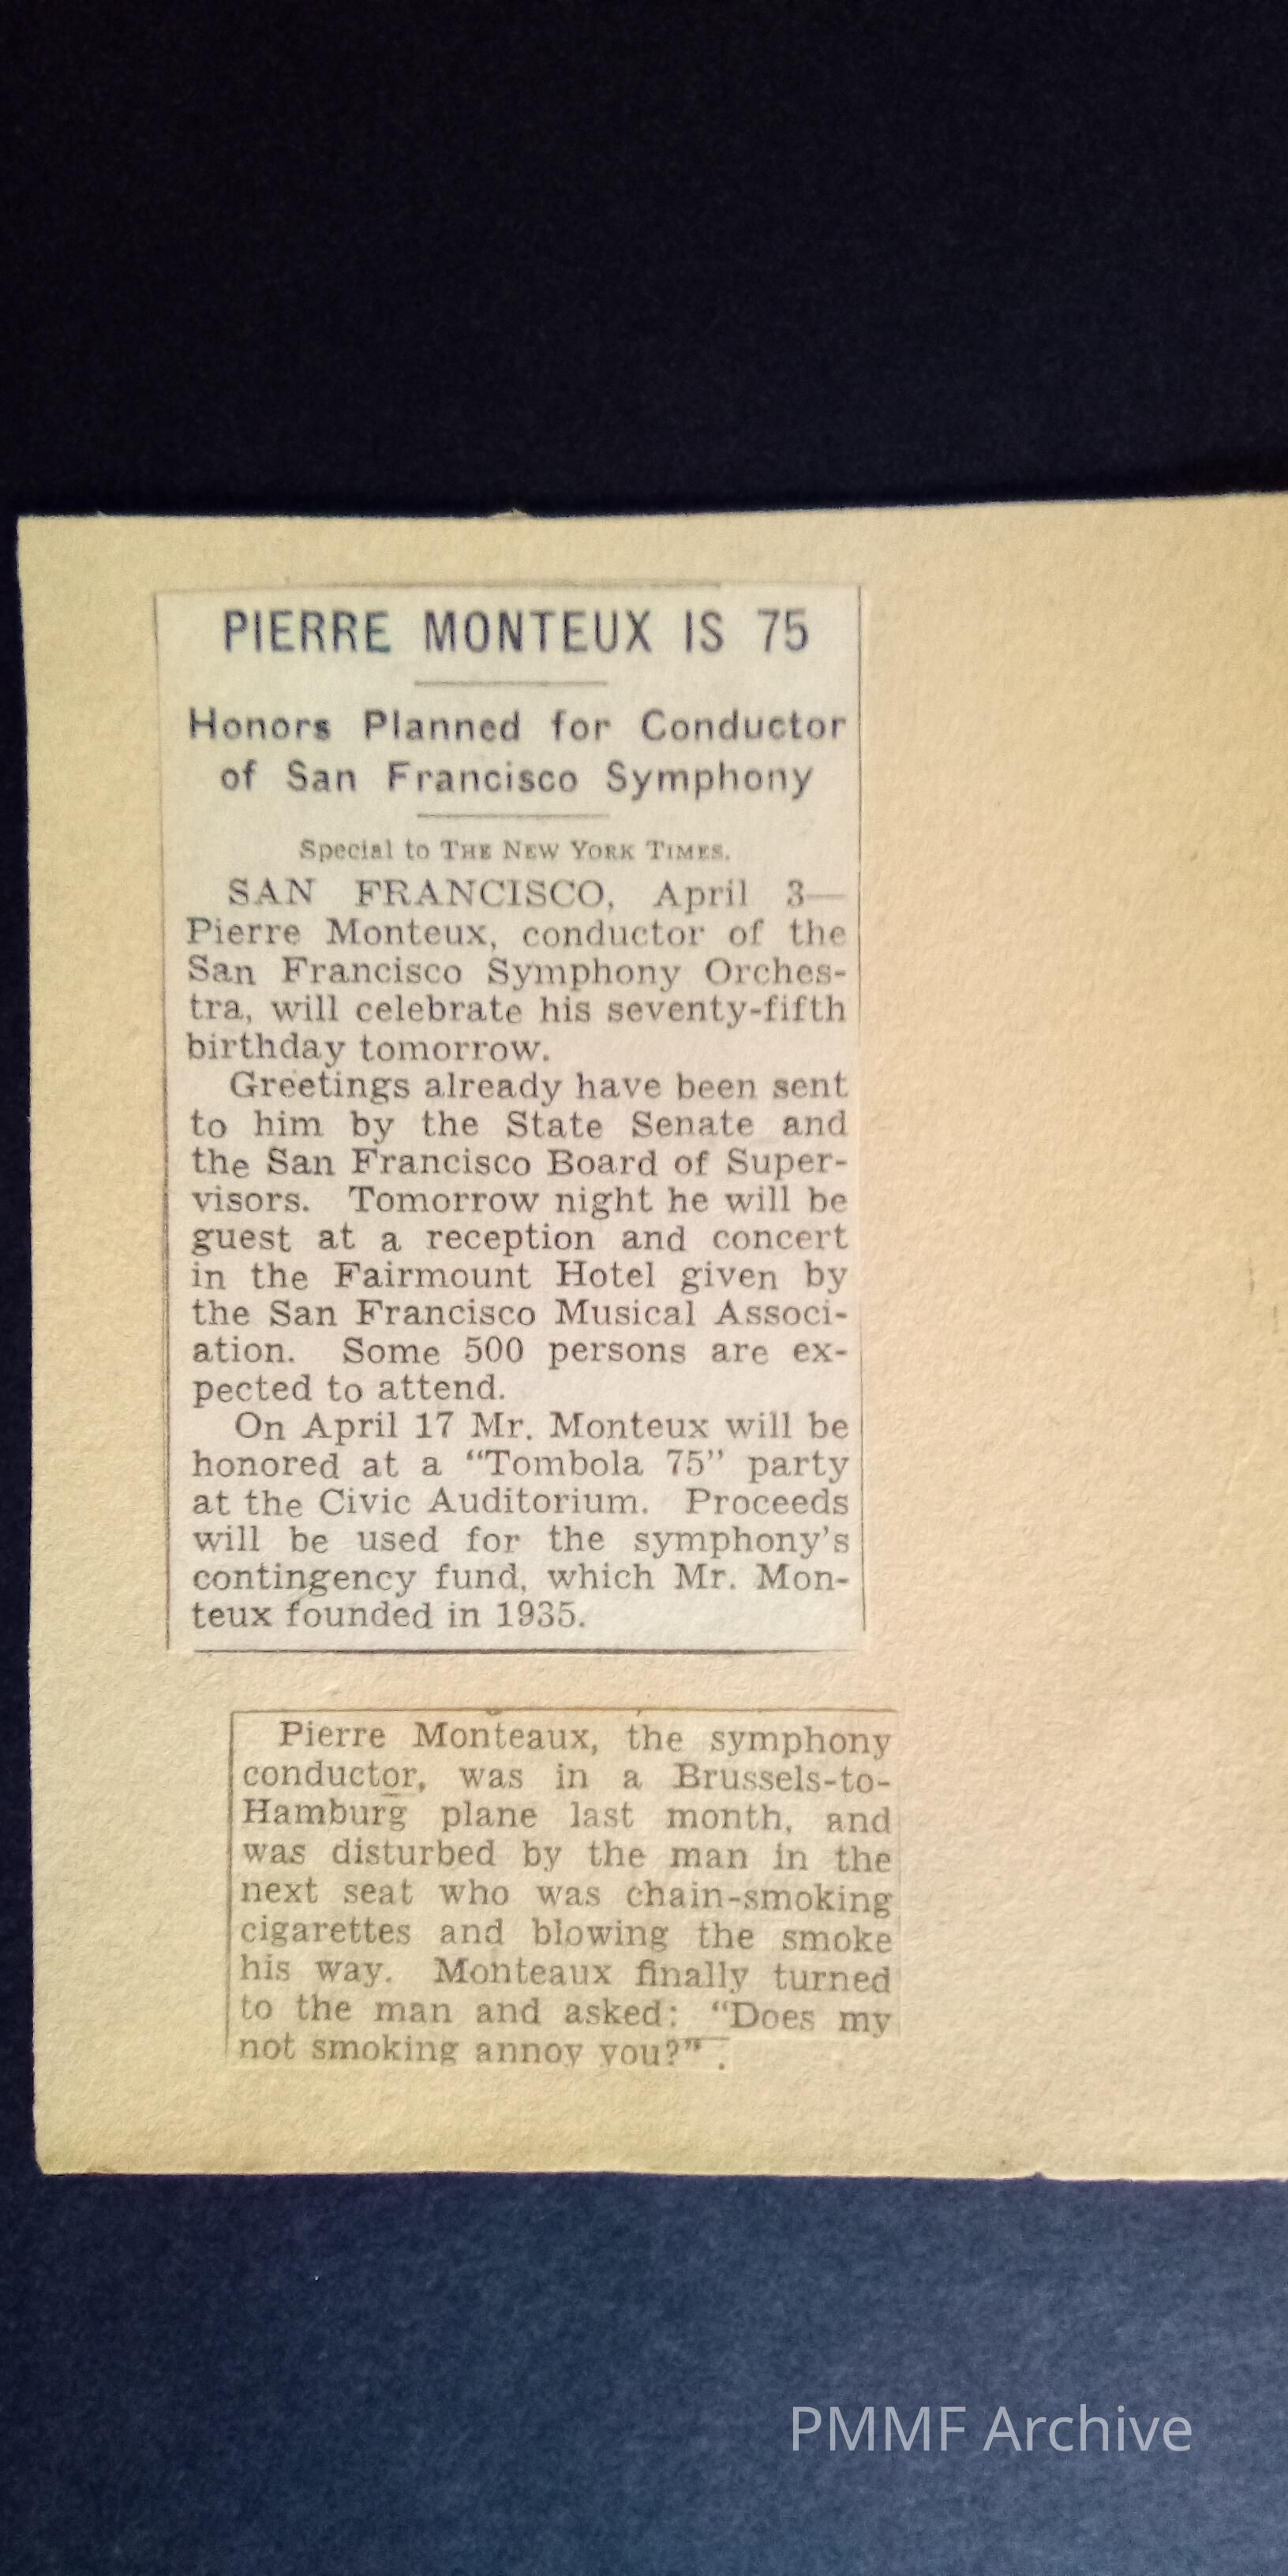 PIERRE MONTEUX IS 75
Honors Planned for Conductor
of San Francisco Symphony
Special to THE NEW YORK TIMES.
SAN FRANCISCO, April 3—
Pierre Monteux, conductor of the
San Francisco Symphony Orches-
tra, will celebrate his seventy-fifth
birthday tomorrow.
Greetings already have been sent
to him by the State Senate and
the San Francisco Board of Super-
visors. Tomorrow night he will be
guest at a reception and concert
in the Fairmount Hotel given by
the San Francisco Musical Associ-
ation. Some 500 persons are ex-
pected to attend.
On April 17 Mr. Monteux will be
honored at a “Tombola 75” party
at the Civic Auditorium. Proceeds
will be used for the symphony's
contingency fund, which Mr. Mon-
teux founded in 1935.
Pierre Monteaux, the symphony
conductor, was in a Brussels-to-
Hamburg plane last month, and
was disturbed by the man in the
next seat who was chain-smoking
cigarettes and blowing the smoke
his way. Monteaux finally turned
to the man and asked: “Does my
not smoking annoy you?” .
PMMF Archive